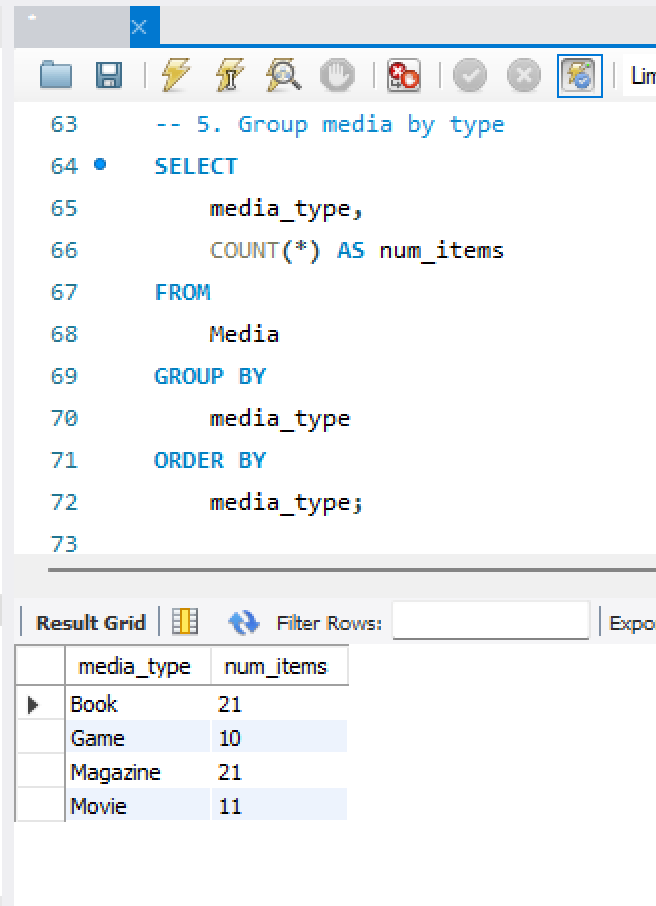 *
Lim
63 -- 5. Group media by type
64 SELECT
65 media_type,
66 COUNT(*) AS num_items
67 FROM
68 Media
69 GROUP BY
70 media_type
71 ORDER BY
72 media_type;
73
Result Grid Filter Rows: Expo
media_type num_items
Book 21
Game 10
Magazine 21
Movie 11